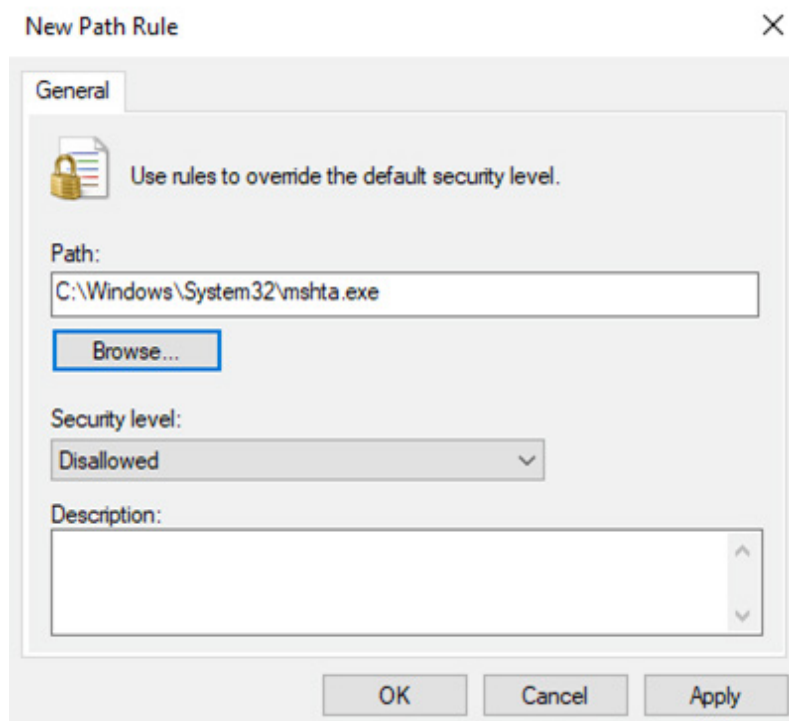 New Path Rule
General
Use rules to override the default security level.
Path:
C:\Windows\System32\mshta.exe
Browse...
Security level:
Disallowed
Description:
OK
Cancel
Apply